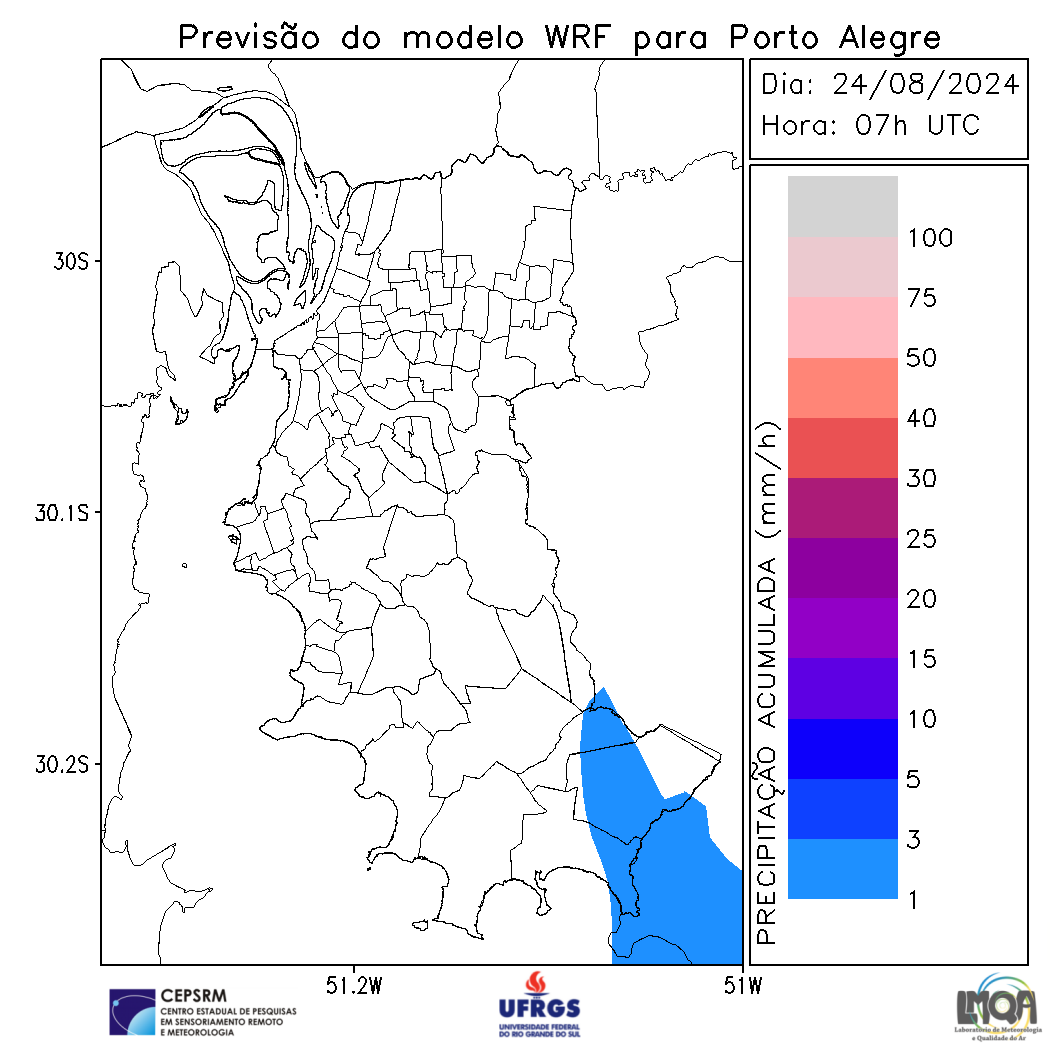 Previsão do modelo WRF para Porto Alegre
Dia: 24/08/2024
Hora: 07h UTC
30S
30.1S
30.2S
51.2W
51W
PRECIPITAÇÃO ACUMULADA (mm/h)
100
75
50
40
30
25
20
15
10
5
3
1
CEPSRM
CENTRO ESTADUAL DE PESQUISAS
EM SENSORIAMENTO REMOTO
E METEOROLOGIA
UFRGS
UNIVERSIDADE FEDERAL
DO RIO GRANDE DO SUL
LMQA
Laboratório de Meteorologia
e Qualidade do Ar